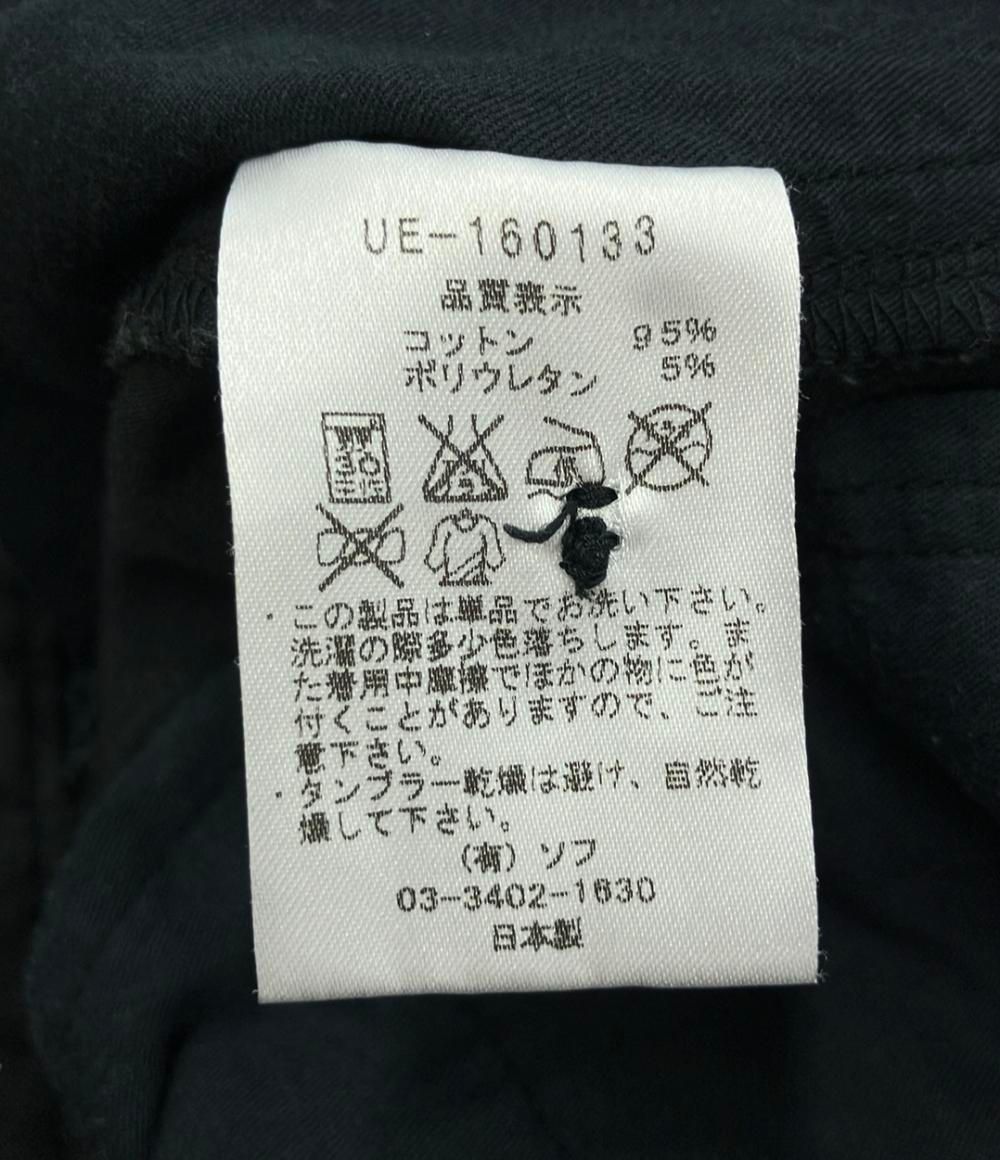 UE-160133
品質表示
コットン 95%
ポリウレタン 5%
30
・この製品は単品でお洗い下さい。
洗濯の際多少色落ちします。ま
た着用中摩擦でほかの物に色が
付くことがありますので、ご注
意下さい。
・タンブラー乾燥は避け、自然乾
燥して下さい。
(有) ソフ
03-3402-1630
日本製